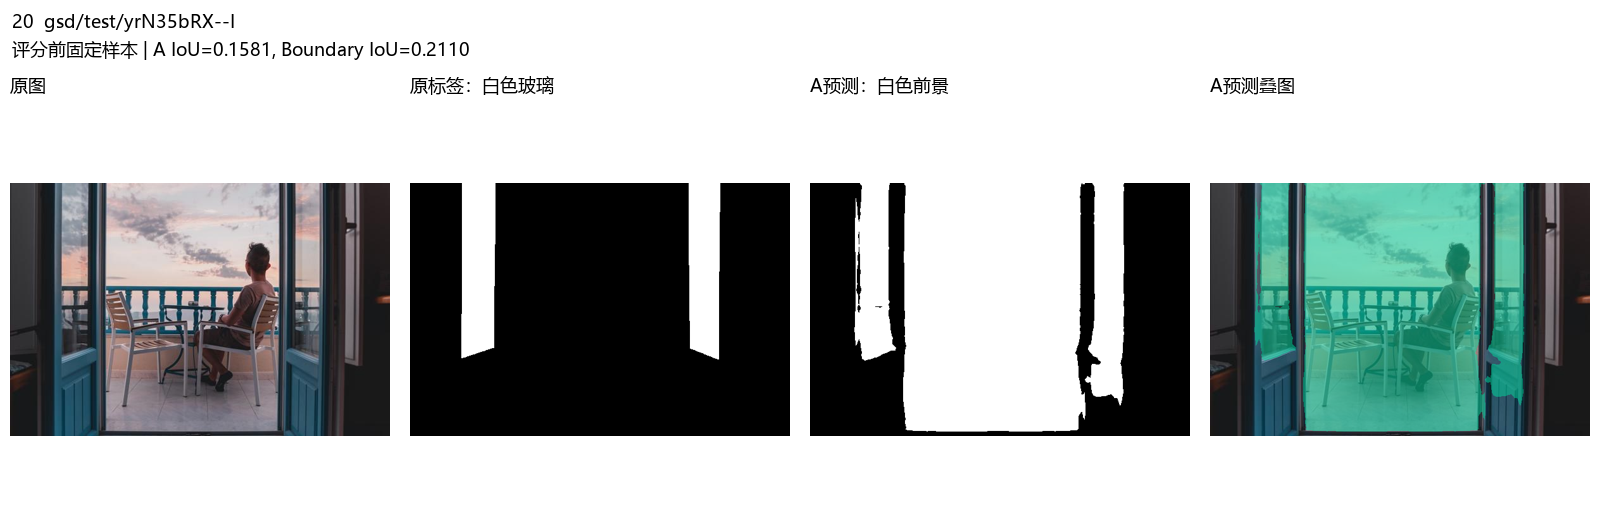 20  gsd/test/yrN35bRX--I
评分前固定样本 | A IoU=0.1581, Boundary IoU=0.2110
原图
原标签：白色玻璃
A预测：白色前景
A预测叠图